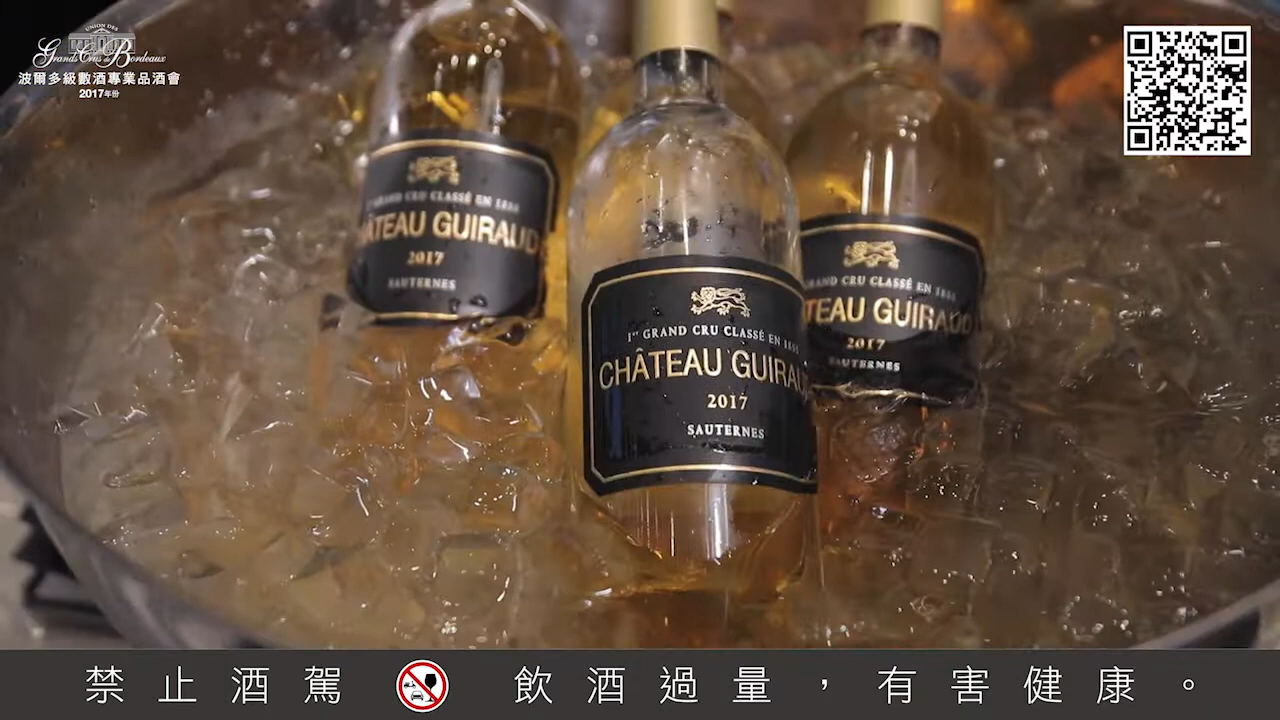 UNION DES
Grands Crus de Bordeaux
波爾多級數酒專業品酒會
2017年份
GRAND CRU CLASSÉ EN 1855
CHÂTEAU GUIRAUD
2017
SAUTERNES
1er GRAND CRU CLASSÉ EN 1855
CHÂTEAU GUIRAU
2017
SAUTERNES
GRAND CRU CLASSÉ EN 1855
TEAU GUIRAUD
2017
SAUTERNES
禁止酒駕 飲酒過量,有害健康。